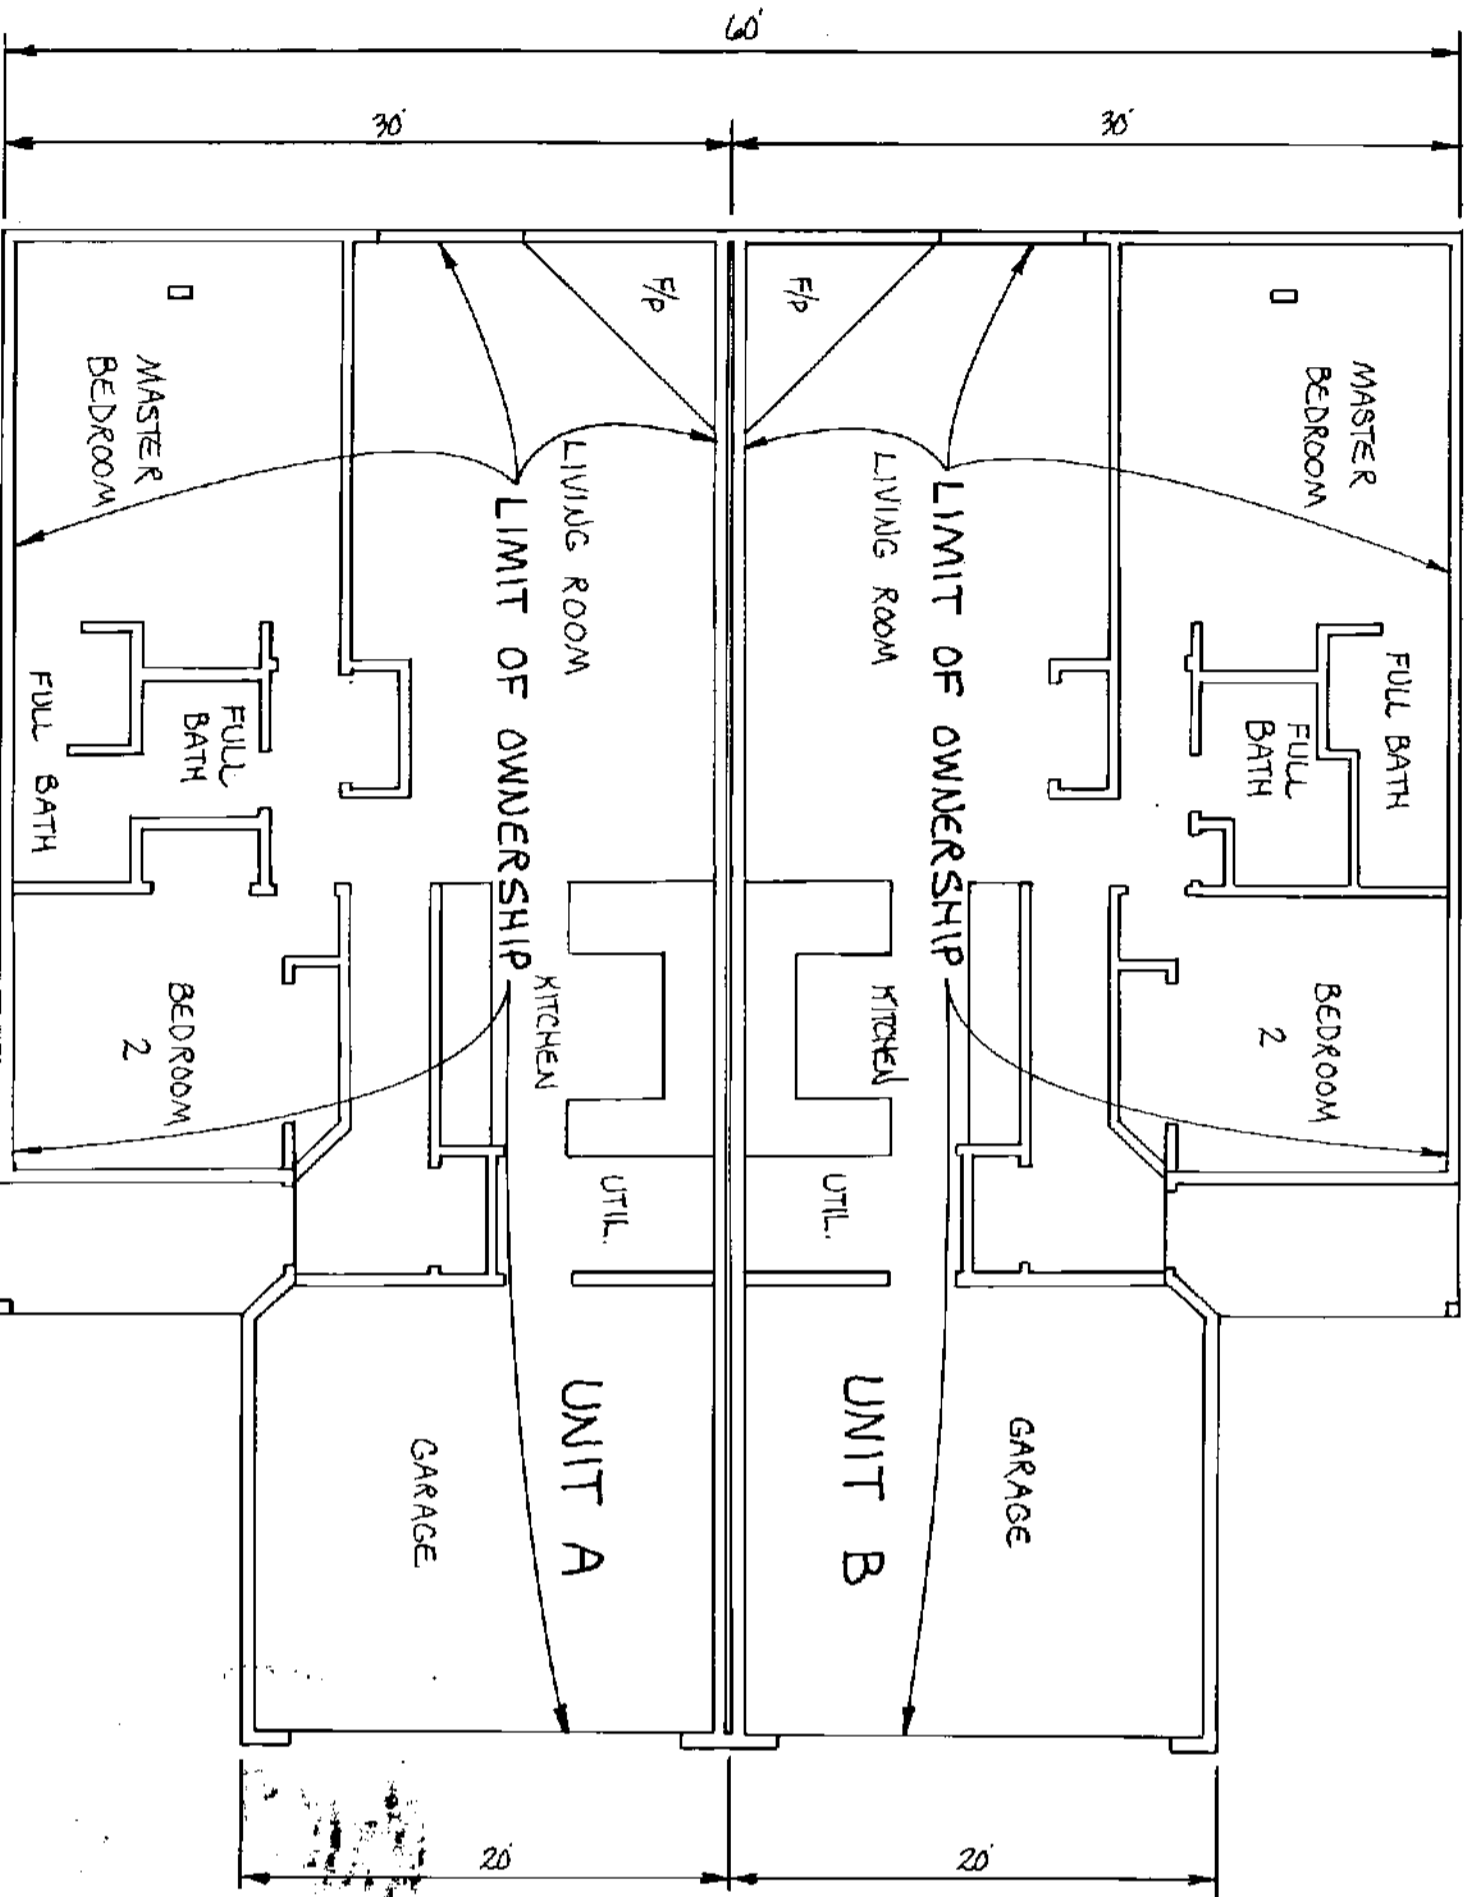 60'
30'
30'
F/P
F/P
MASTER
BEDROOM
MASTER
BEDROOM
LIVING ROOM
LIVING ROOM
LIMIT OF OWNERSHIP
LIMIT OF OWNERSHIP
FULL BATH
FULL
BATH
FULL
BATH
FULL BATH
KITCHEN
KITCHEN
BEDROOM
2
BEDROOM
2
UTIL.
UTIL.
UNIT A
UNIT B
GARAGE
GARAGE
20'
20'